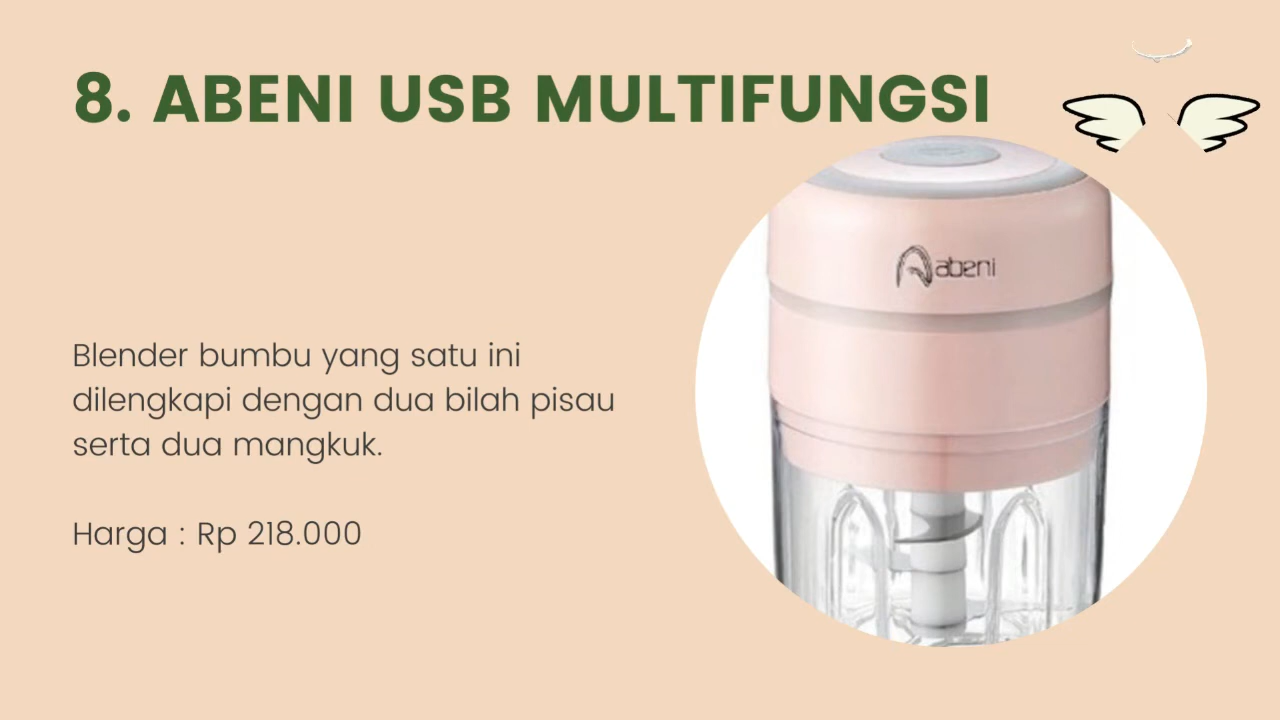 8. ABENI USB MULTIFUNGSI
abeni
Blender bumbu yang satu ini
dilengkapi dengan dua bilah pisau
serta dua mangkuk.
Harga : Rp 218.000